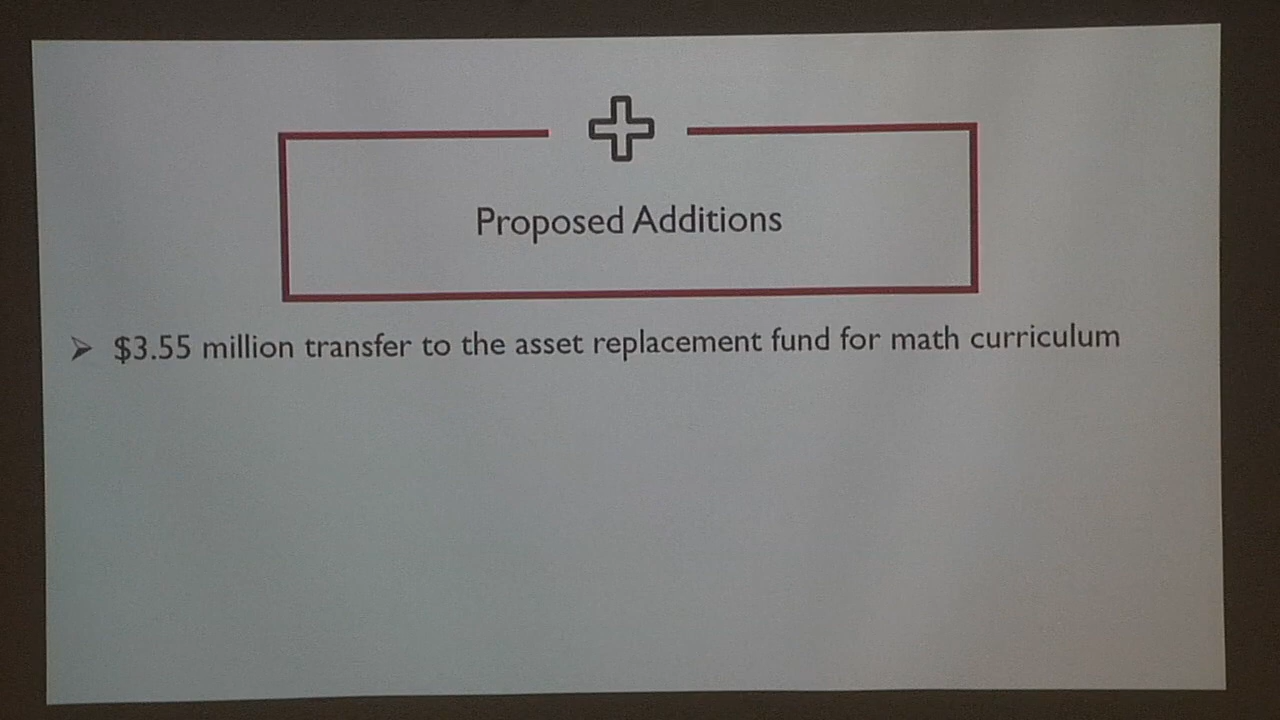 Proposed Additions
$3.55 million transfer to the asset replacement fund for math curriculum